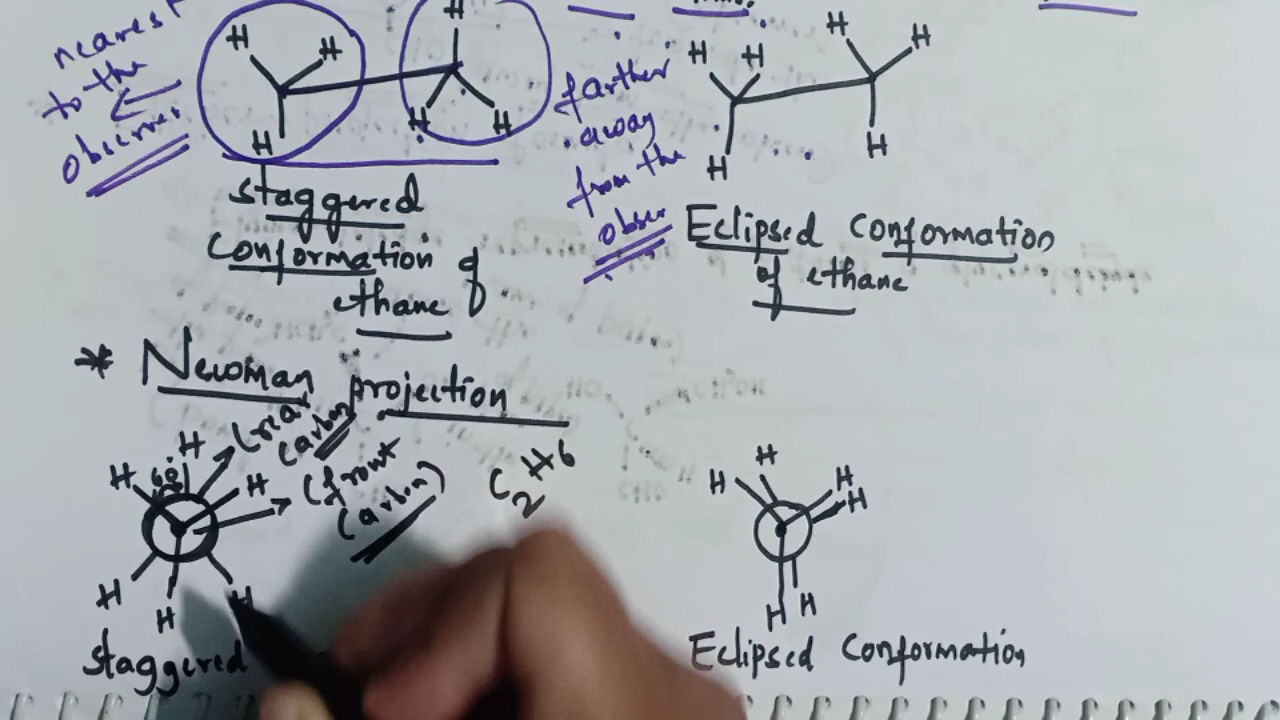 nearest
to the
observer
H H H
H H H
staggered
conformation of
ethane
farther
away
from the
obser
H H H H
H H
Eclipsed conformation
of ethane
* Newman projection
(rear
carbon
(front
carbon)
C2H6
H H H
60°
H H H
staggered
H H H H
H H
Eclipsed conformation